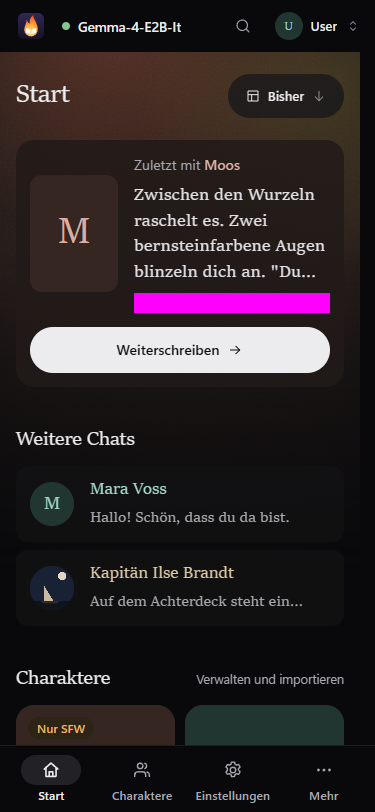 Gemma-4-E2B-It
U
User
Start
Bisher
Zuletzt mit Moos
M
Zwischen den Wurzeln
raschelt es. Zwei
bernsteinfarbene Augen
blinzeln dich an. "Du...
Weiterschreiben
Weitere Chats
M
Mara Voss
Hallo! Schön, dass du da bist.
Kapitän Ilse Brandt
Auf dem Achterdeck steht ein...
Charaktere
Verwalten und importieren
Nur SFW
Start
Charaktere
Einstellungen
Mehr